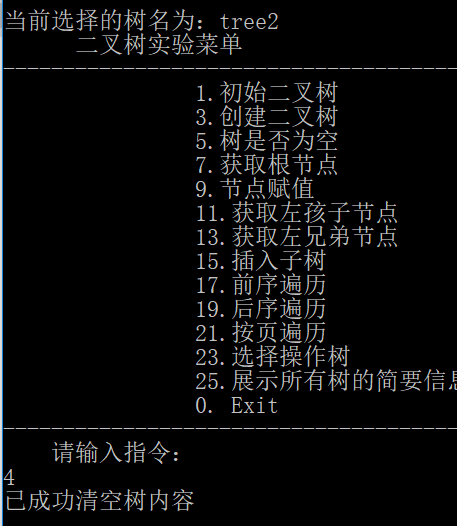 当前选择的树名为：tree2
二叉树实验菜单
--------------------------------------
1.初始二叉树
3.创建二叉树
5.树是否为空
7.获取根节点
9.节点赋值
11.获取左孩子节点
13.获取左兄弟节点
15.插入子树
17.前序遍历
19.后序遍历
21.按页遍历
23.选择操作树
25.展示所有树的简要信息
0. Exit
--------------------------------------
请输入指令：
4
已成功清空树内容